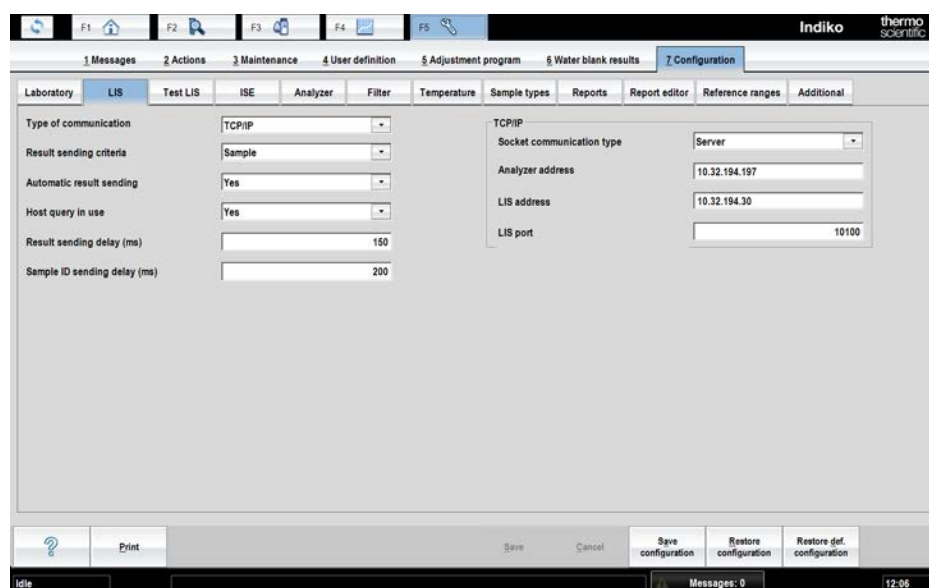 F1 F2 F3 F4 F5 Indiko thermo scientific
1 Messages 2 Actions 3 Maintenance 4 User definition 5 Adjustment program 6 Water blank results 7 Configuration
Laboratory LIS Test LIS ISE Analyzer Filter Temperature Sample types Reports Report editor Reference ranges Additional
Type of communication TCP/IP
Result sending criteria Sample
Automatic result sending Yes
Host query in use Yes
Result sending delay (ms) 150
Sample ID sending delay (ms) 200
TCP/IP
Socket communication type Server
Analyzer address 10.32.194.197
LIS address 10.32.194.30
LIS port 10100
? Print Save Cancel Save configuration Restore configuration Restore def. configuration
Idle Messages: 0 12:06